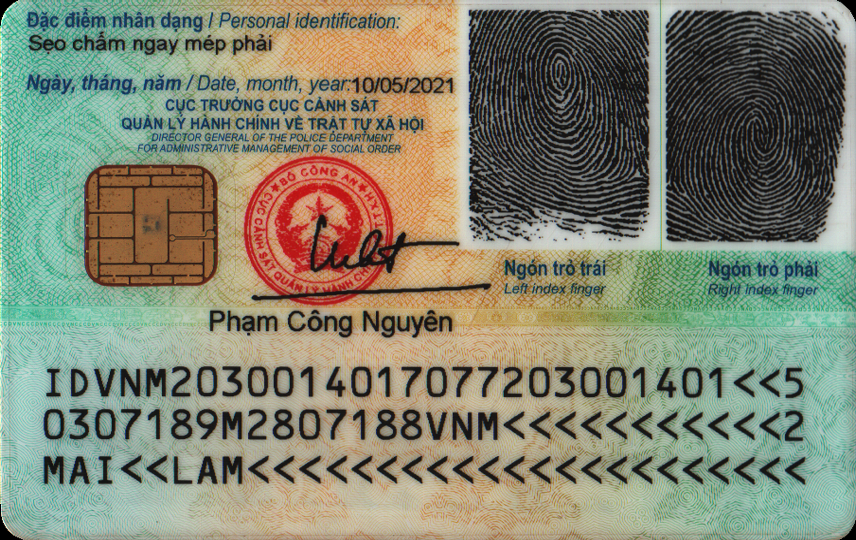 Đặc điểm nhân dạng / Personal identification:
Sẹo chấm ngay mép phải
Ngày, tháng, năm / Date, month, year:10/05/2021
CỤC TRƯỞNG CỤC CẢNH SÁT
QUẢN LÝ HÀNH CHÍNH VỀ TRẬT TỰ XÃ HỘI
DIRECTOR GENERAL OF THE POLICE DEPARTMENT
FOR ADMINISTRATIVE MANAGEMENT OF SOCIAL ORDER
BỘ CÔNG AN
CỤC CẢNH SÁT QUẢN LÝ HÀNH CHÍNH
Ngón trỏ trái
Left index finger
Ngón trỏ phải
Right index finger
Phạm Công Nguyên
IDVNM2030014017077203001401<<5
0307189M2807188VNM<<<<<<<<<<<2
MAI<<LAM<<<<<<<<<<<<<<<<<<<<<<